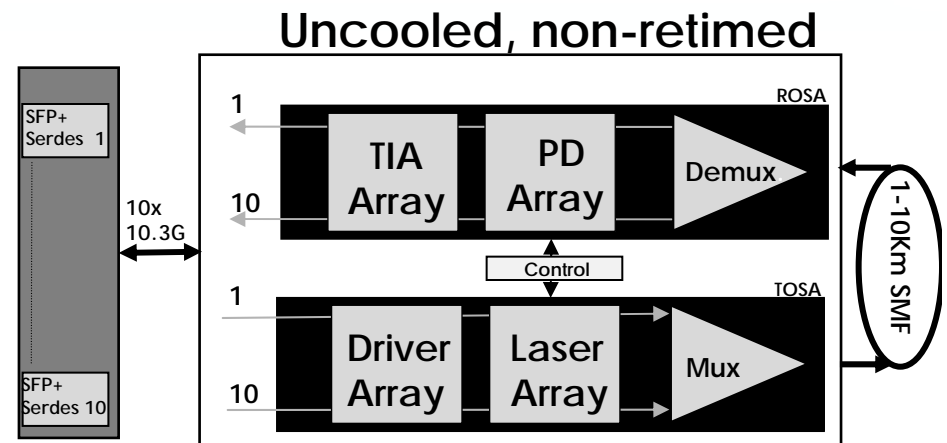 Uncooled, non-retimed
SFP+
Serdes 1
SFP+
Serdes 10
10x
10.3G
ROSA
1
10
TIA
Array
PD
Array
Demux
Control
TOSA
1
10
Driver
Array
Laser
Array
Mux
1-10Km SMF